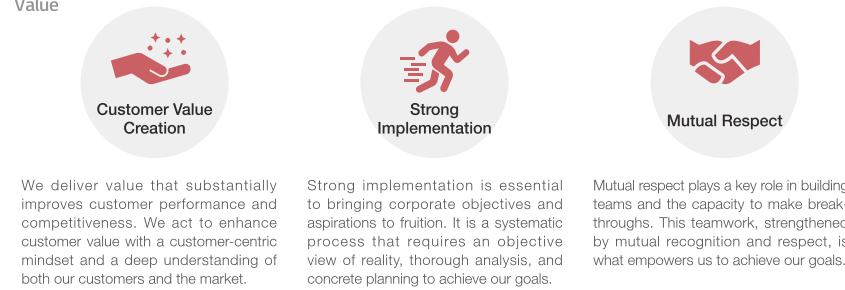 Value
Customer Value
Creation
We deliver value that substantially
improves customer performance and
competitiveness. We act to enhance
customer value with a customer-centric
mindset and a deep understanding of
both our customers and the market.
Strong
Implementation
Strong implementation is essential
to bringing corporate objectives and
aspirations to fruition. It is a systematic
process that requires an objective
view of reality, thorough analysis, and
concrete planning to achieve our goals.
Mutual Respect
Mutual respect plays a key role in building
teams and the capacity to make break-
throughs. This teamwork, strengthened
by mutual recognition and respect, is
what empowers us to achieve our goals.